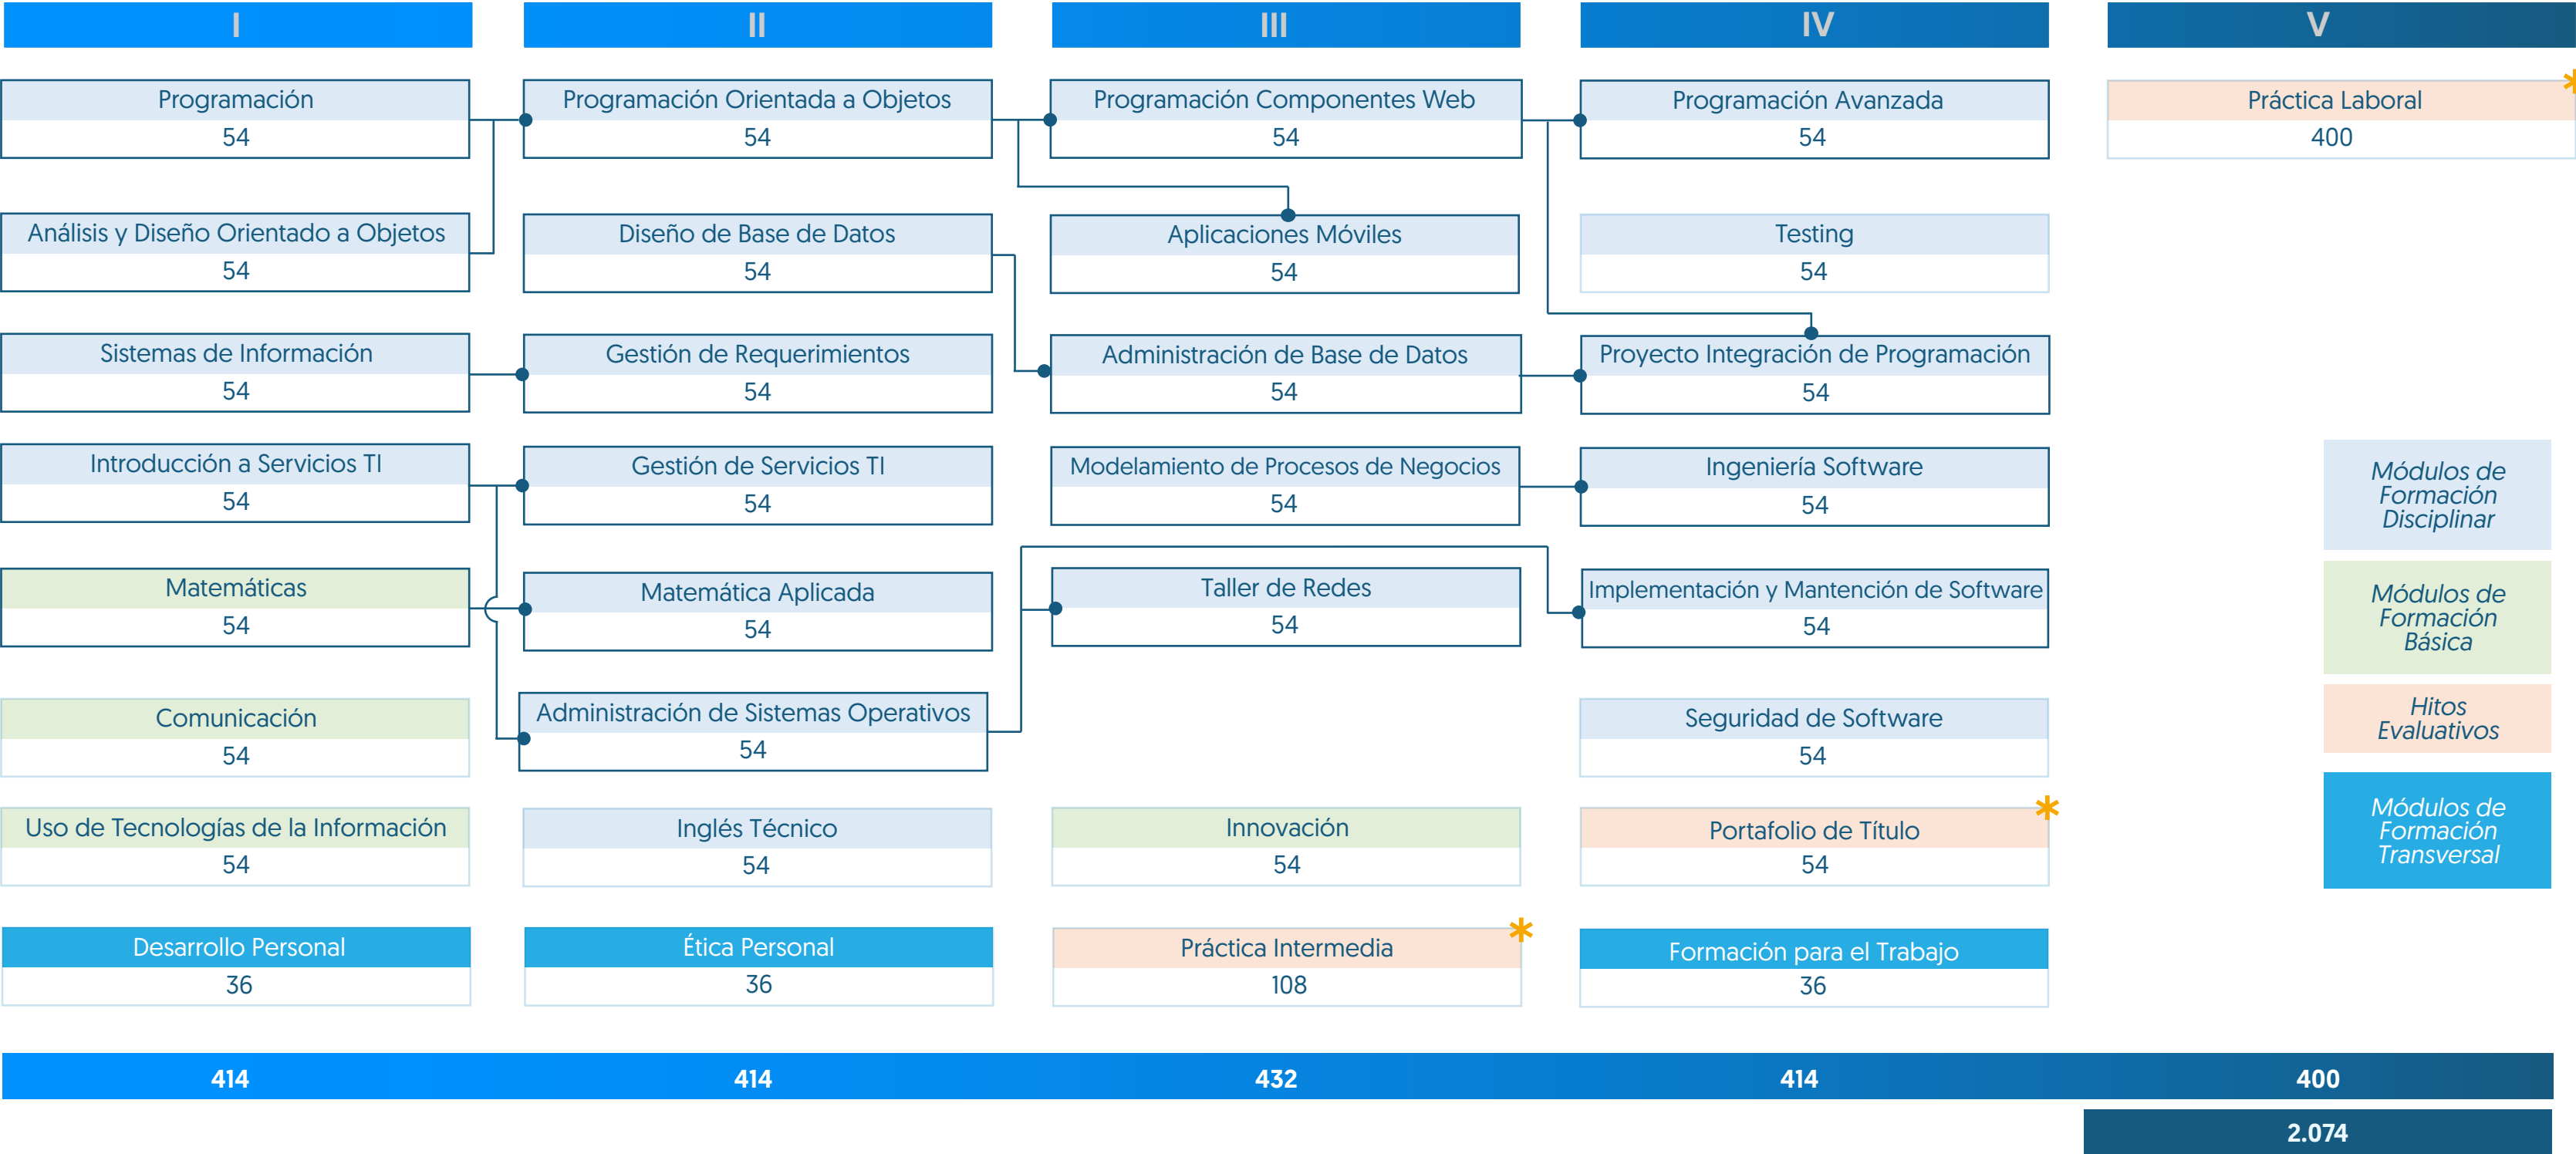 I
II
III
IV
V
Programación
54
Programación Orientada a Objetos
54
Programación Componentes Web
54
Programación Avanzada
54
Práctica Laboral
400
*
Análisis y Diseño Orientado a Objetos
54
Diseño de Base de Datos
54
Aplicaciones Móviles
54
Testing
54
Sistemas de Información
54
Gestión de Requerimientos
54
Administración de Base de Datos
54
Proyecto Integración de Programación
54
Introducción a Servicios TI
54
Gestión de Servicios TI
54
Modelamiento de Procesos de Negocios
54
Ingeniería Software
54
Matemáticas
54
Matemática Aplicada
54
Taller de Redes
54
Implementación y Mantención de Software
54
Comunicación
54
Administración de Sistemas Operativos
54
Seguridad de Software
54
Uso de Tecnologías de la Información
54
Inglés Técnico
54
Innovación
54
Portafolio de Título
54
*
Desarrollo Personal
36
Ética Personal
36
Práctica Intermedia
108
*
Formación para el Trabajo
36
Módulos de
Formación
Disciplinar
Módulos de
Formación
Básica
Hitos
Evaluativos
Módulos de
Formación
Transversal
414
414
432
414
400
2.074